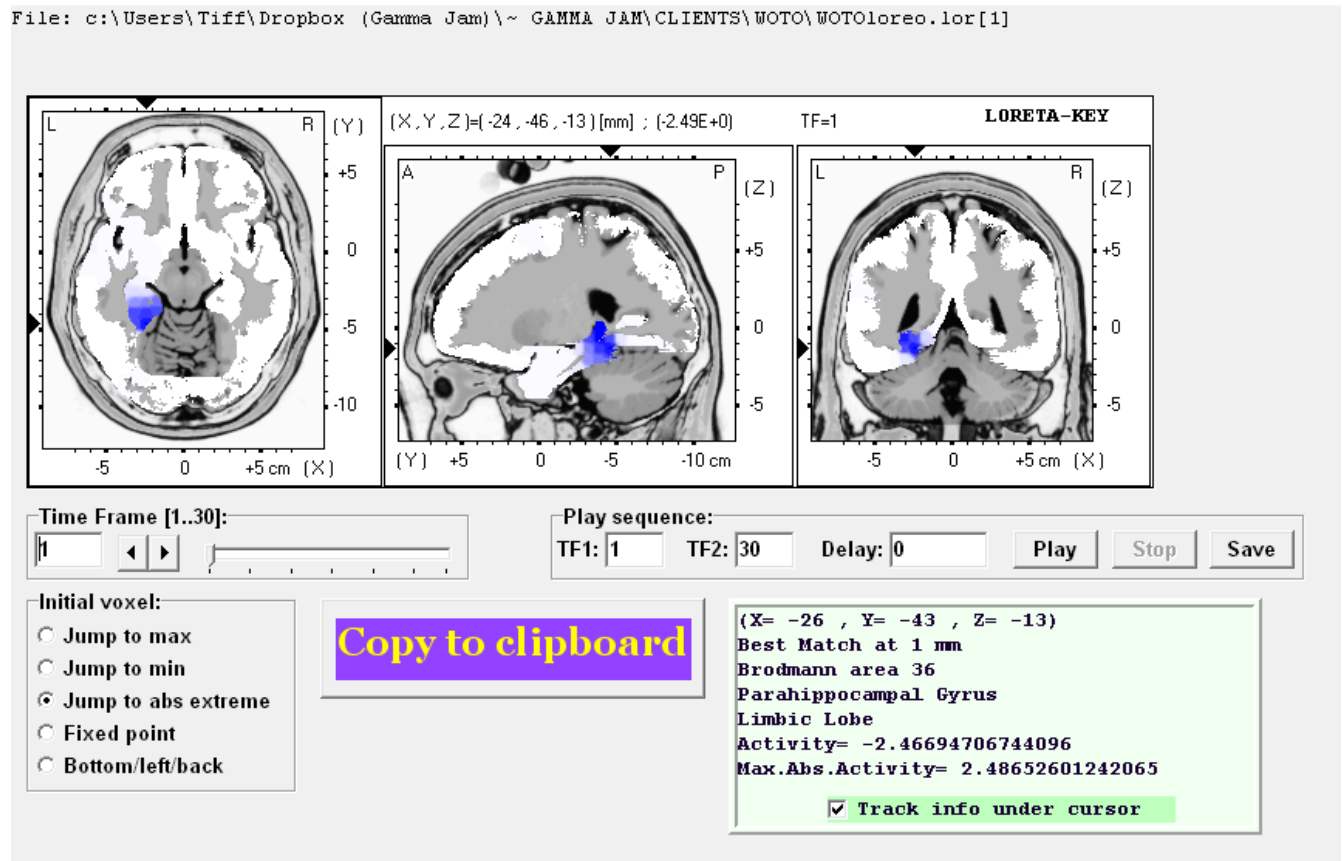 File: c:\Users\Tiff\Dropbox (Gamma Jam)\~ GAMMA JAM\CLIENTS\WOTO\WOTOloreo.lor[1]
(X,Y,Z)=(-24,-46,-13)[mm] ; (-2.49E+0) TF=1 LORETA-KEY
L R (Y)
+5
0
-5
-10
-5 0 +5 cm (X)
A P (Z)
+5
0
-5
(Y) +5 0 -5 -10 cm
L R (Z)
+5
0
-5
-5 0 +5 cm (X)
Time Frame [1..30]:
1
Play sequence:
TF1: 1 TF2: 30 Delay: 0 Play Stop Save
Initial voxel:
Jump to max
Jump to min
Jump to abs extreme
Fixed point
Bottom/left/back
Copy to clipboard
(X= -26 , Y= -43 , Z= -13)
Best Match at 1 mm
Brodmann area 36
Parahippocampal Gyrus
Limbic Lobe
Activity= -2.46694706744096
Max.Abs.Activity= 2.48652601242065
Track info under cursor